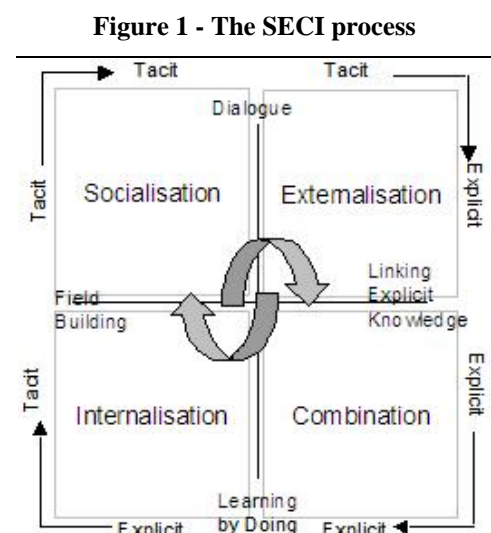 Figure 1 - The SECI process
Tacit
Tacit
Dialogue
Tacit
Socialisation
Externalisation
Explicit
Field
Building
Linking
Explicit
Knowledge
Tacit
Internalisation
Combination
Explicit
Learning
by Doing
Explicit
Explicit